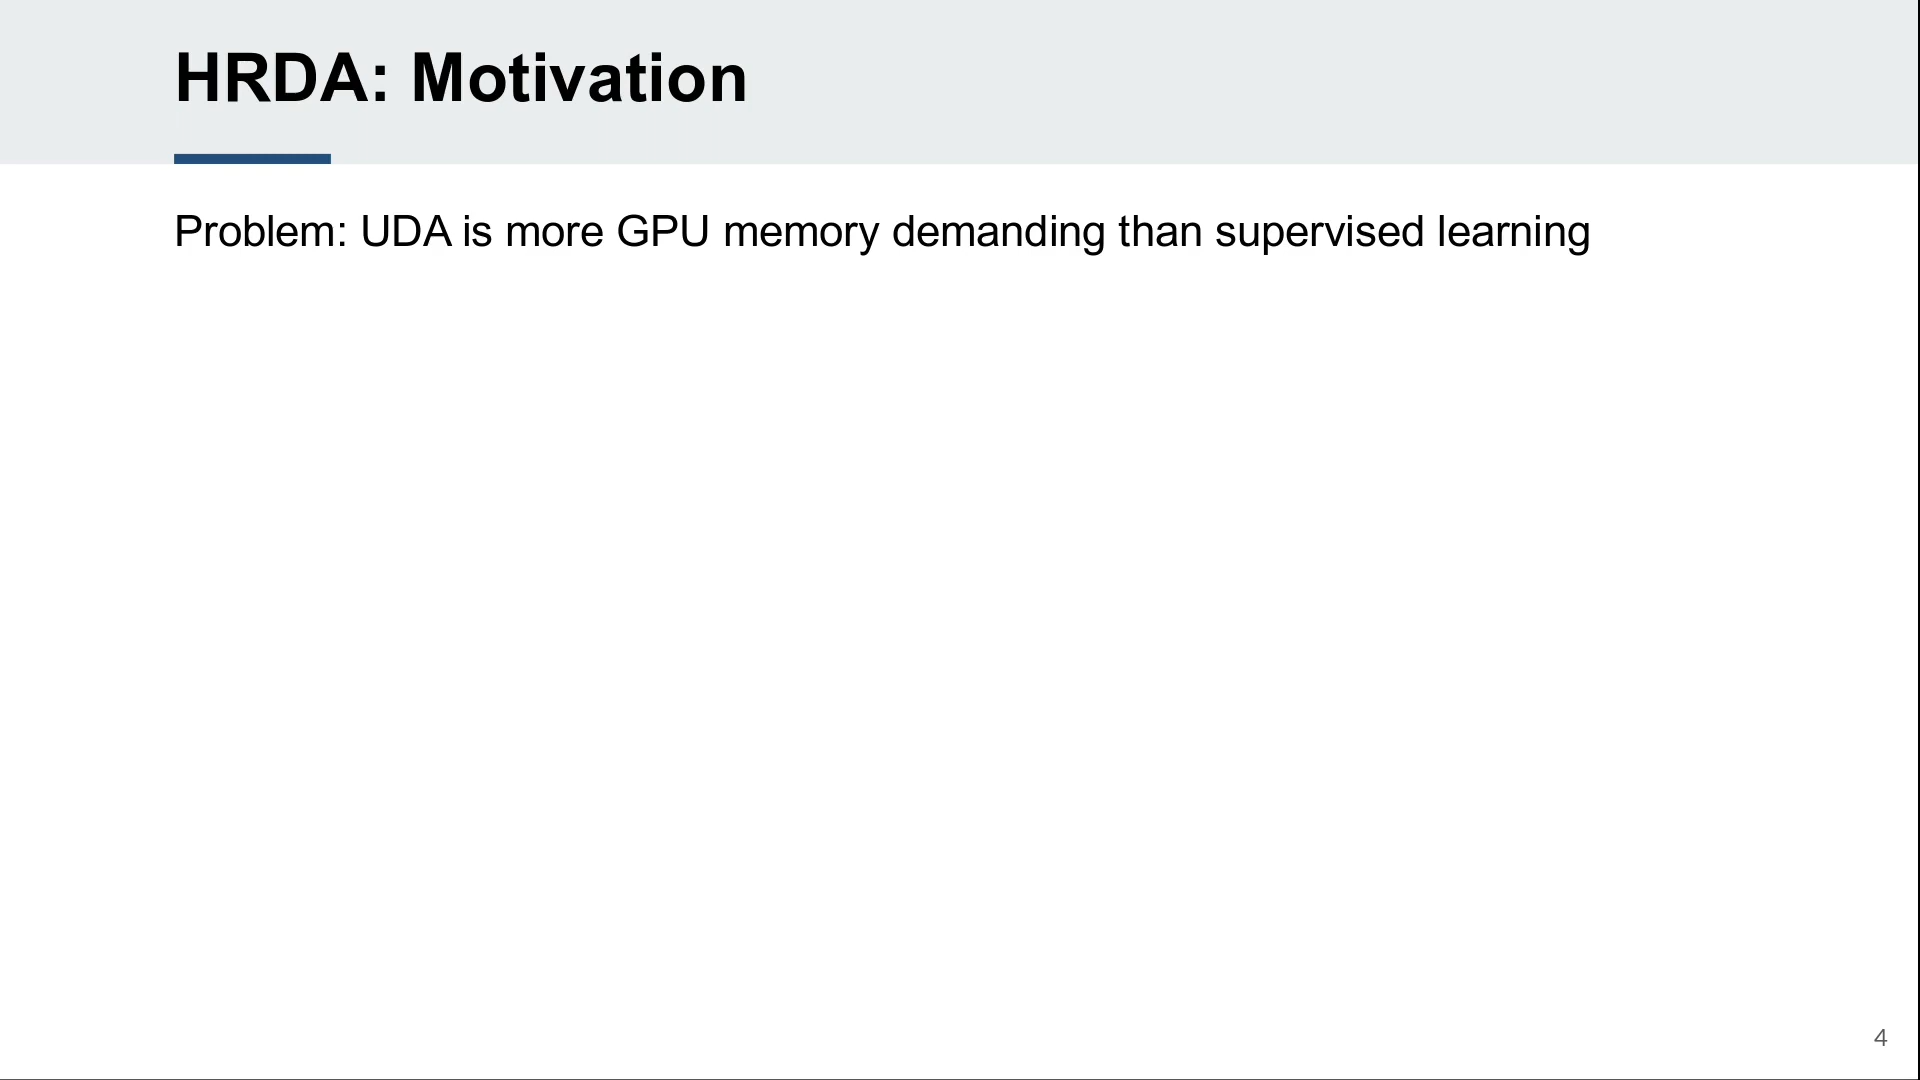 HRDA: Motivation
Problem: UDA is more GPU memory demanding than supervised learning
4